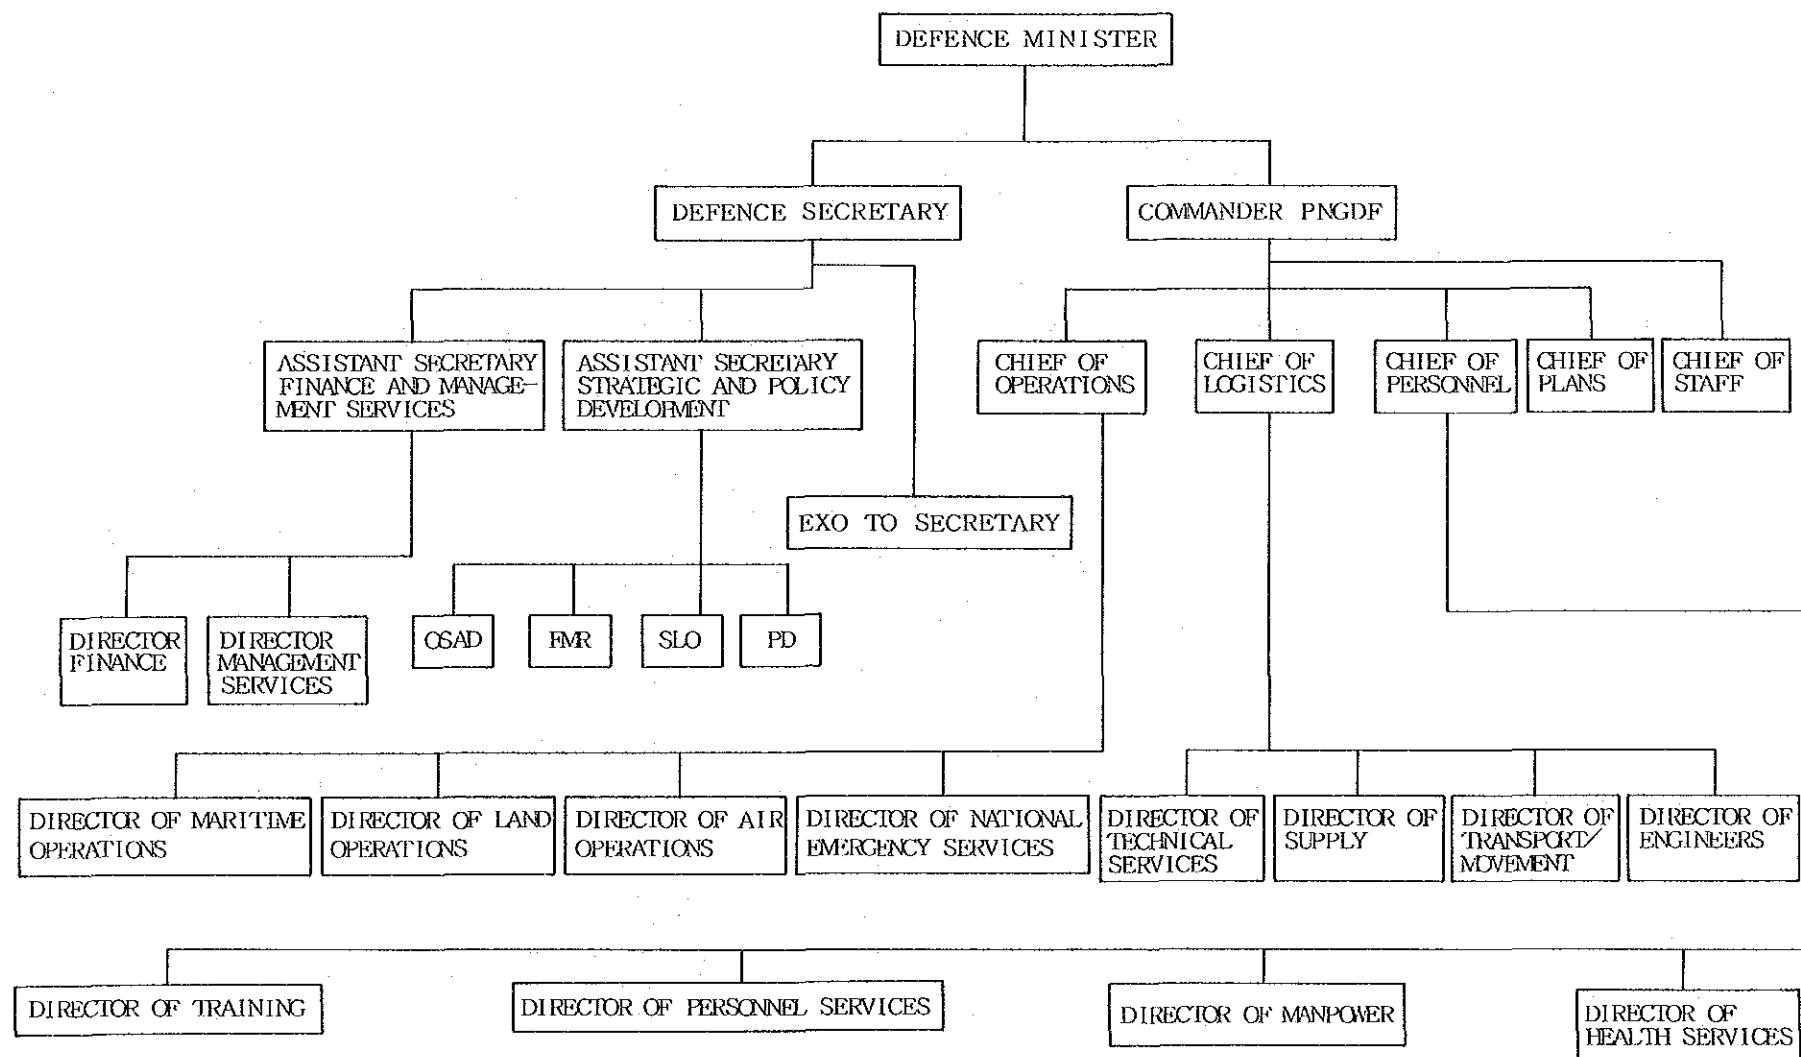 DEFENCE MINISTER
DEFENCE SECRETARY
COMMANDER PNGDF
ASSISTANT SECRETARY
FINANCE AND MANAGE-
MENT SERVICES
ASSISTANT SECRETARY
STRATEGIC AND POLICY
DEVELOPMENT
CHIEF OF
OPERATIONS
CHIEF OF
LOGISTICS
CHIEF OF
PERSONNEL
CHIEF OF
PLANS
CHIEF OF
STAFF
EXO TO SECRETARY
DIRECTOR
FINANCE
DIRECTOR
MANAGEMENT
SERVICES
OSAD
FMR
SLO
PD
DIRECTOR OF MARITIME
OPERATIONS
DIRECTOR OF LAND
OPERATIONS
DIRECTOR OF AIR
OPERATIONS
DIRECTOR OF NATIONAL
EMERGENCY SERVICES
DIRECTOR OF
TECHNICAL
SERVICES
DIRECTOR OF
SUPPLY
DIRECTOR OF
TRANSPORT/
MOVEMENT
DIRECTOR OF
ENGINEERS
DIRECTOR OF TRAINING
DIRECTOR OF PERSONNEL SERVICES
DIRECTOR OF MANPOWER
DIRECTOR OF
HEALTH SERVICES